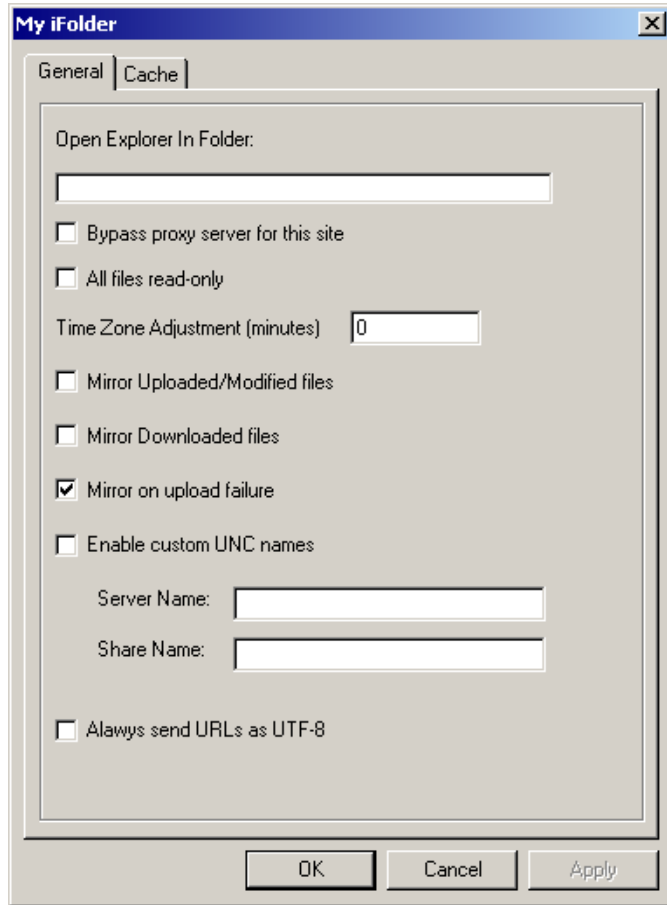 My iFolder
General Cache
Open Explorer In Folder:
Bypass proxy server for this site
All files read-only
Time Zone Adjustment (minutes) 0
Mirror Uploaded/Modified files
Mirror Downloaded files
Mirror on upload failure
Enable custom UNC names
Server Name:
Share Name:
Alawys send URLs as UTF-8
OK Cancel Apply